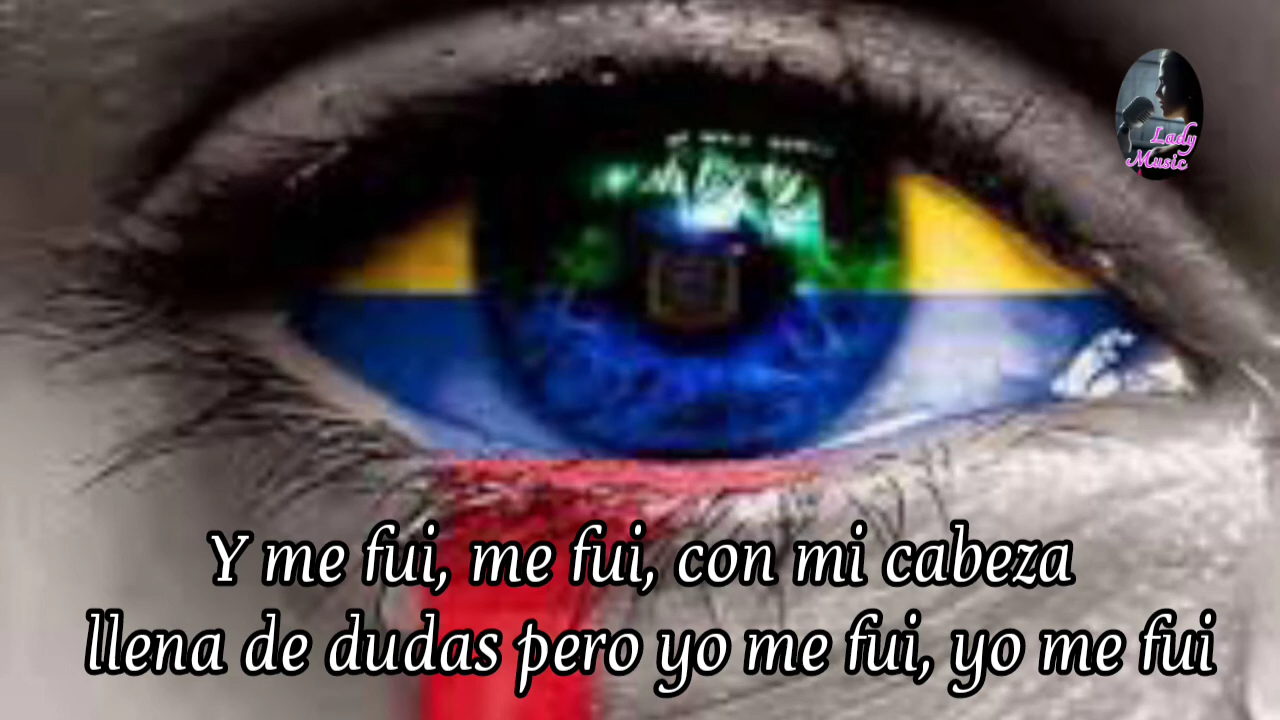 Lady
Music
Y me fui, me fui, con mi cabeza
llena de dudas pero yo me fui, yo me fui